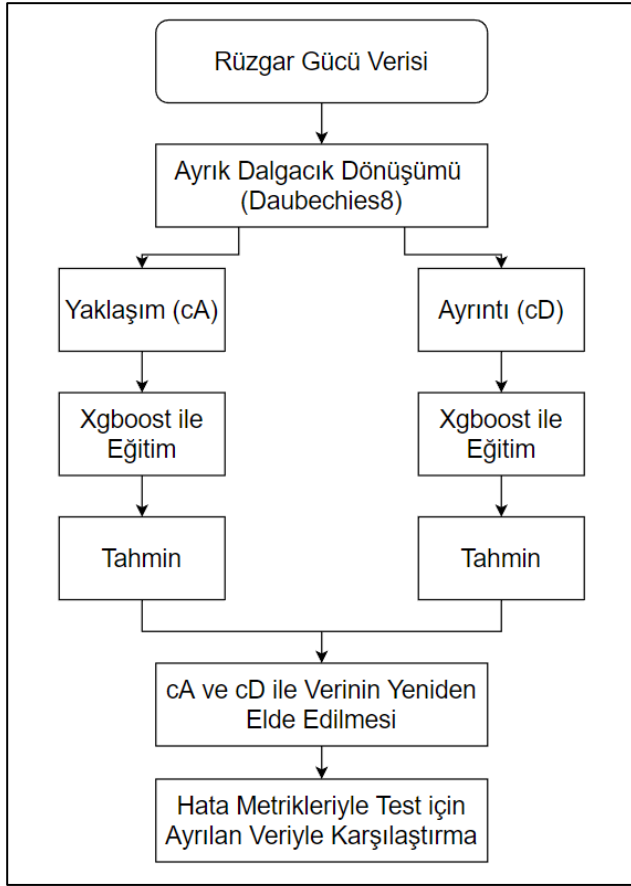 Rüzgar Gücü Verisi
Ayrık Dalgacık Dönüşümü
(Daubechies8)
Yaklaşım (cA)
Ayrıntı (cD)
Xgboost ile
Eğitim
Xgboost ile
Eğitim
Tahmin
Tahmin
cA ve cD ile Verinin Yeniden
Elde Edilmesi
Hata Metrikleriyle Test için
Ayrılan Veriyle Karşılaştırma